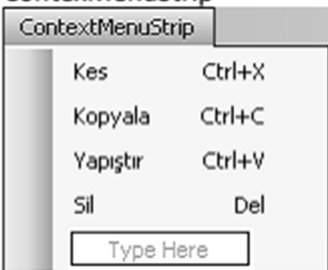 ContextMenuStrip
ContextMenuStrip
Kes Ctrl+X
Kopyala Ctrl+C
Yapıştır Ctrl+V
Sil Del
Type Here